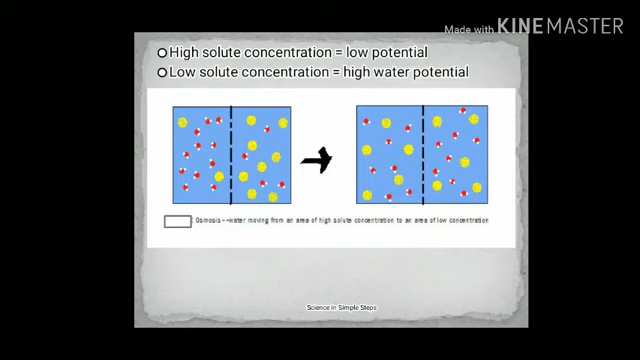 Made with KINEMASTER
High solute concentration = low potential
Low solute concentration = high water potential
: Osmosis--water moving from an area of high solute concentration to an area of low concentration
Science in Simple Steps